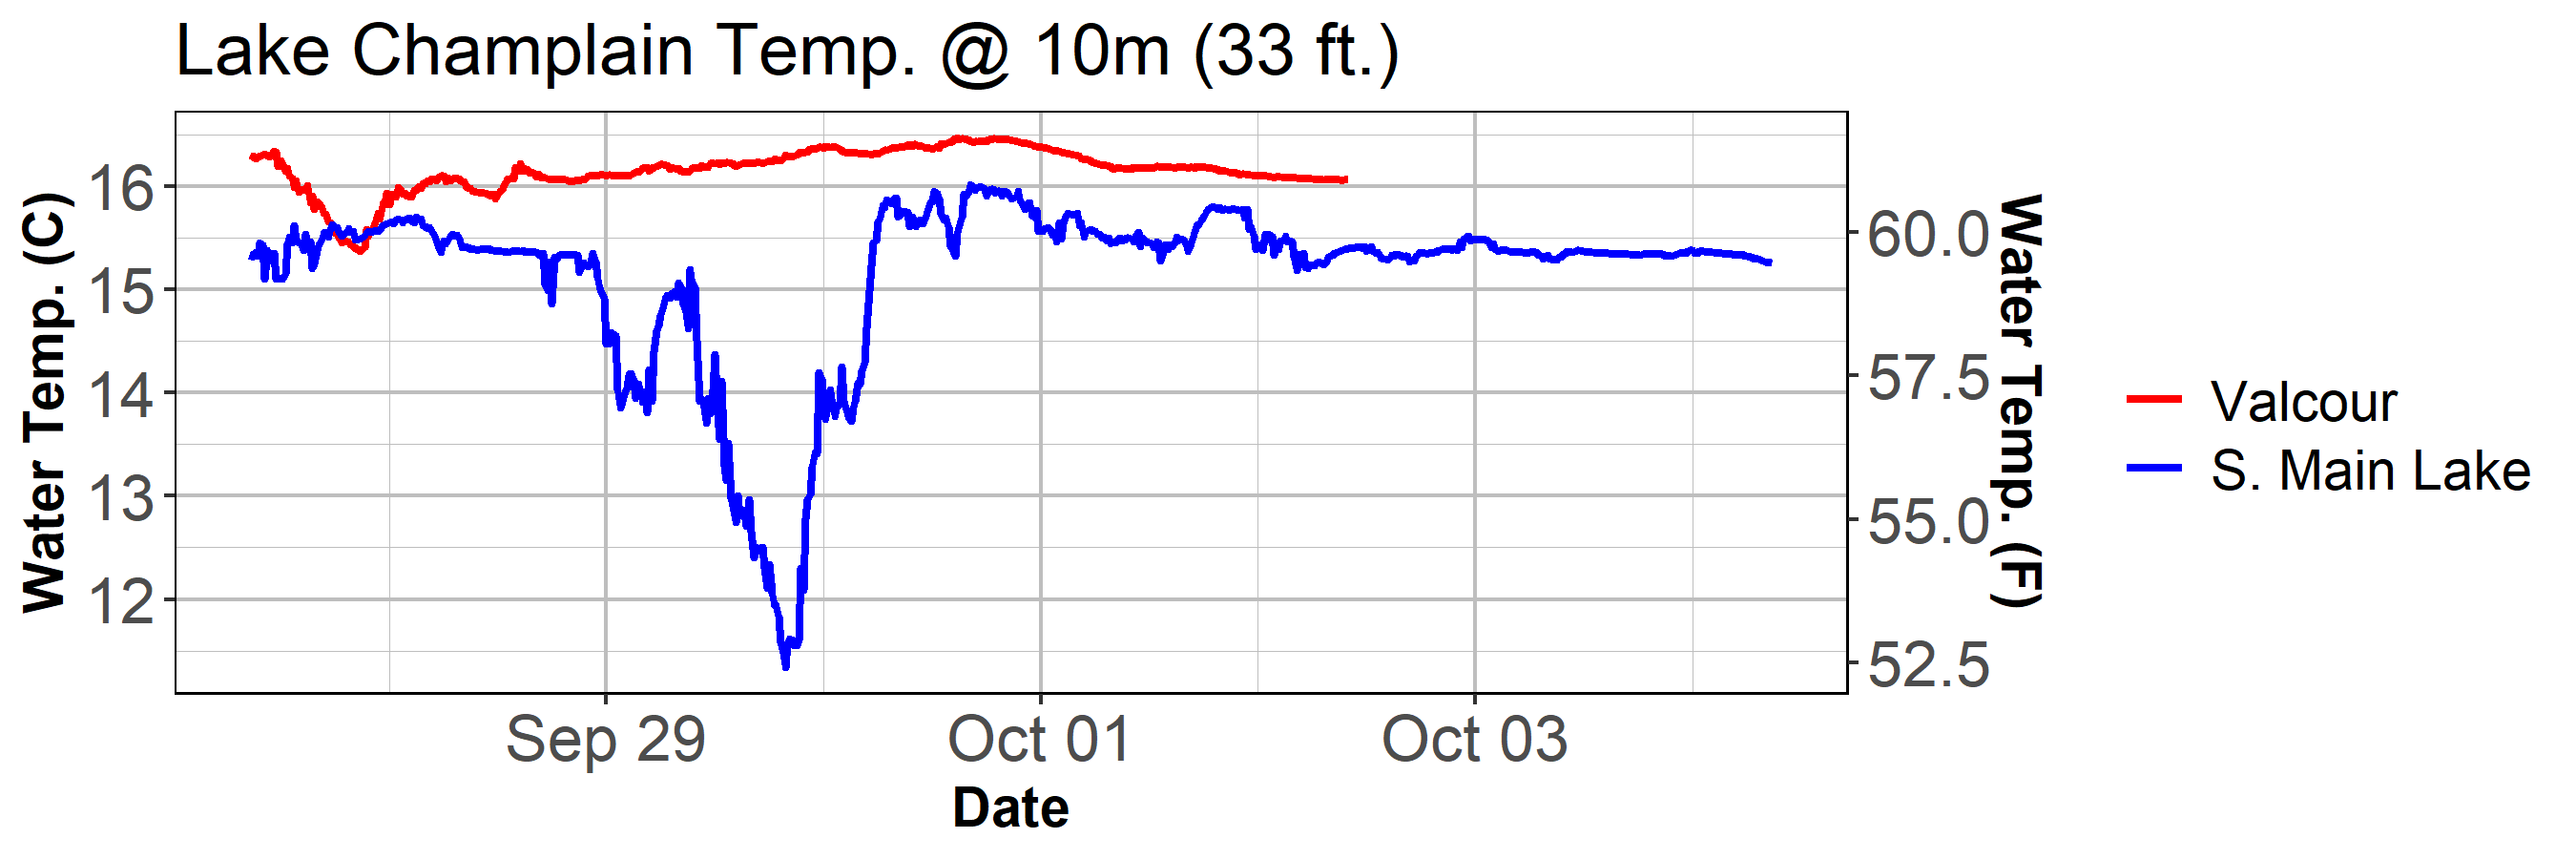 Lake Champlain Temp. @ 10m (33 ft.)
Water Temp. (C)
16
15
14
13
12
60.0
57.5
55.0
52.5
Water Temp. (F)
Sep 29
Oct 01
Oct 03
Date
Valcour
S. Main Lake